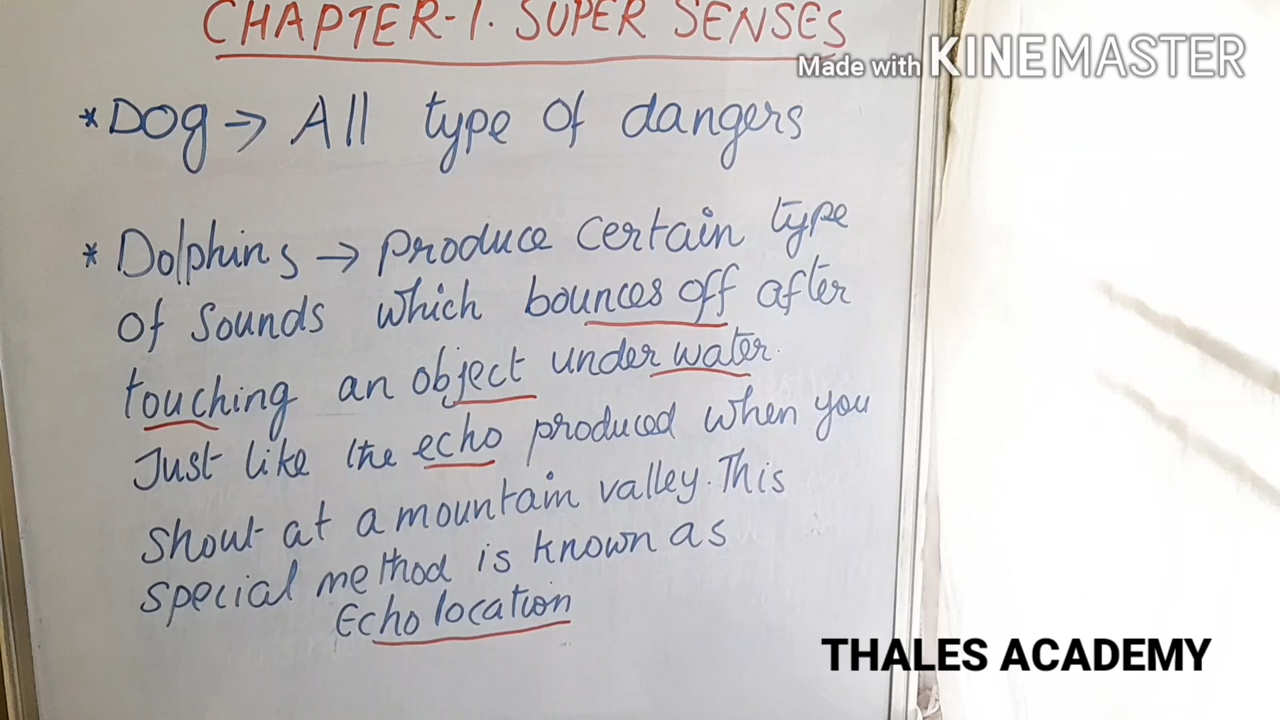 CHAPTER-1. SUPER SENSES
Made with KINEMASTER
*Dog → All type of dangers
* Dolphins → produce certain type
of sounds which bounces off after
touching an object under water.
Just like the echo produced when you
shout at a mountain valley. This
special method is known as
Echo location
THALES ACADEMY